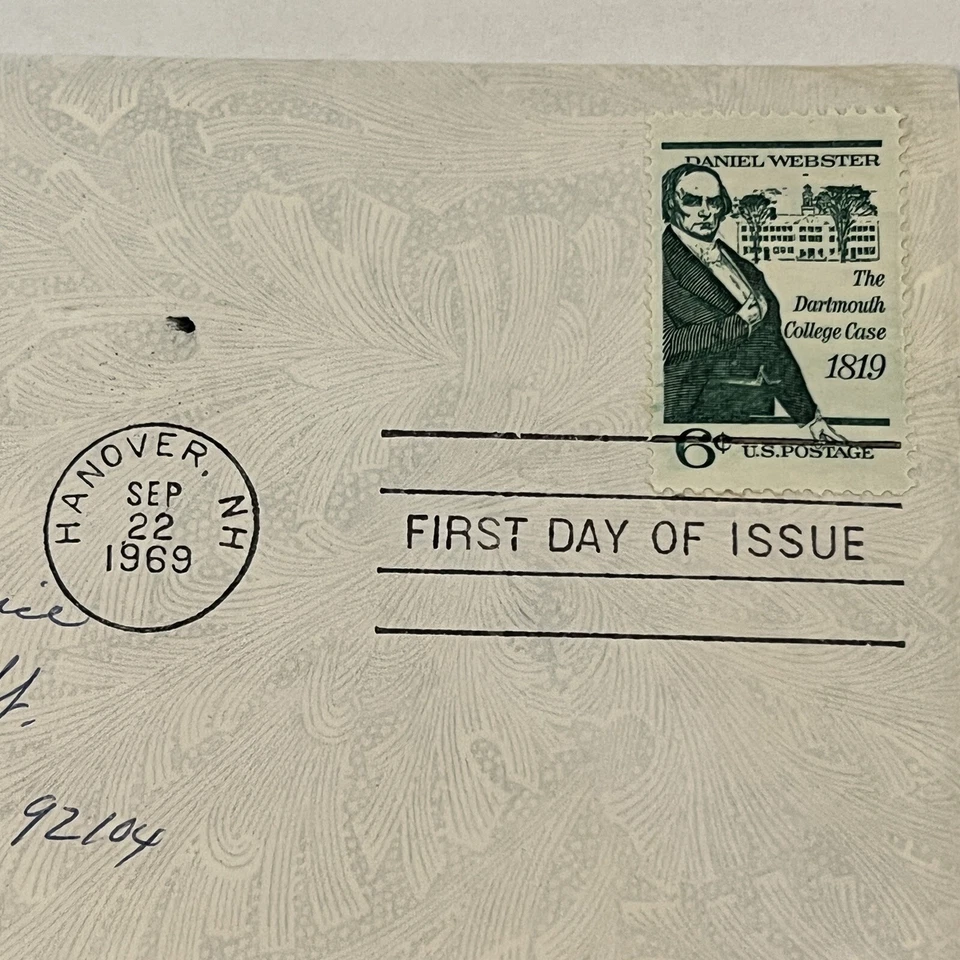 DANIEL WEBSTER
The
Dartmouth
College Case
1819
6¢ U.S.POSTAGE
HANOVER, NH
SEP
22
1969
FIRST DAY OF ISSUE
92104